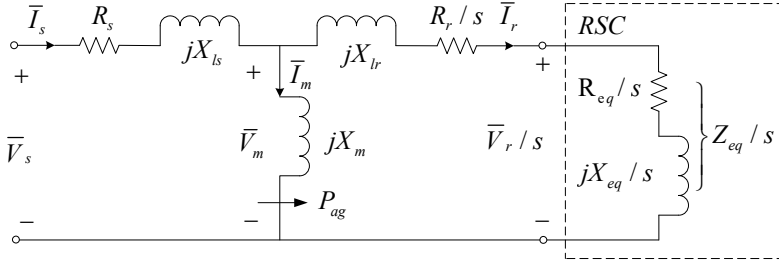 I̅s
Rs
jXls
jXlr
Rr / s
I̅r
RSC
+
+
I̅m
+
Req / s
V̅s
V̅m
jXm
V̅r / s
jXeq / s
Zeq / s
Pag
−
−
−